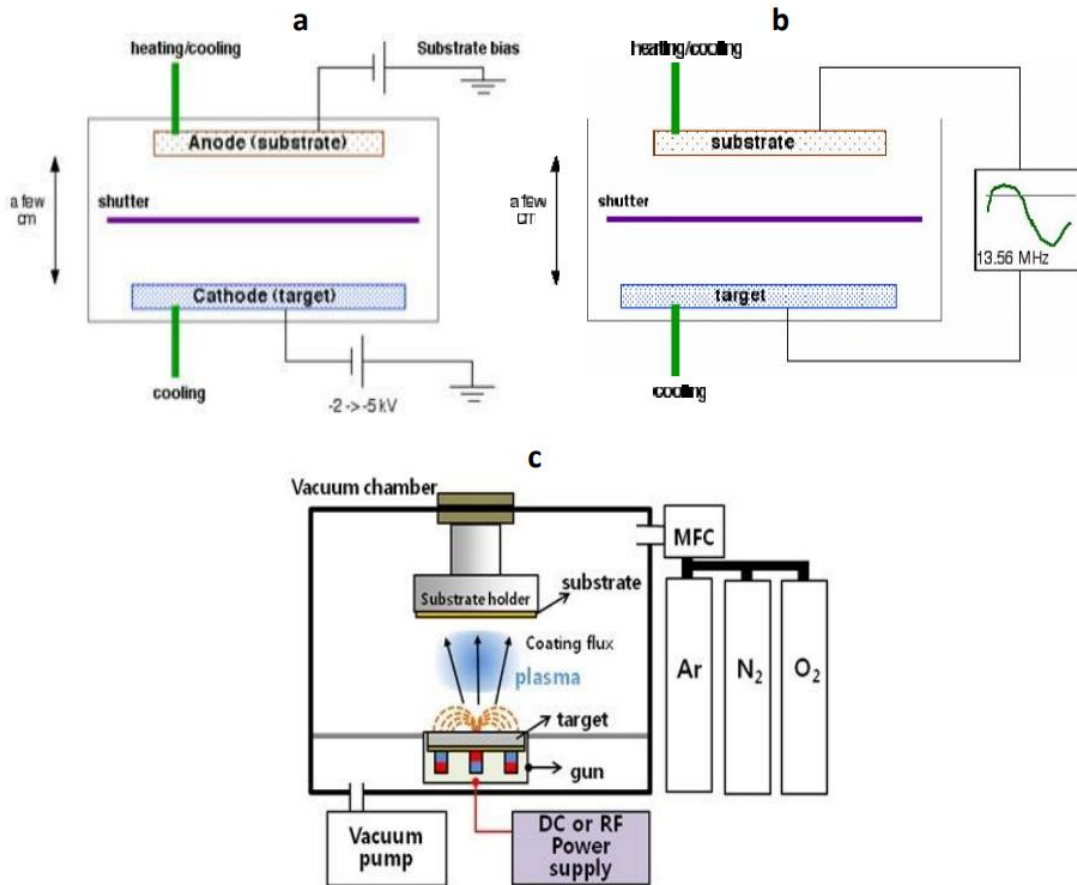 a
heating/cooling
Substrate bias
Anode (substrate)
a few
cm
shutter
Cathode (target)
cooling
-2 -> -5 kV
b
heating/cooling
substrate
a few
cm
shutter
13.56 MHz
target
cooling
c
Vacuum chamber
MFC
substrate
Substrate holder
Coating flux
plasma
Ar
N₂
O₂
target
gun
Vacuum
pump
DC or RF
Power
supply